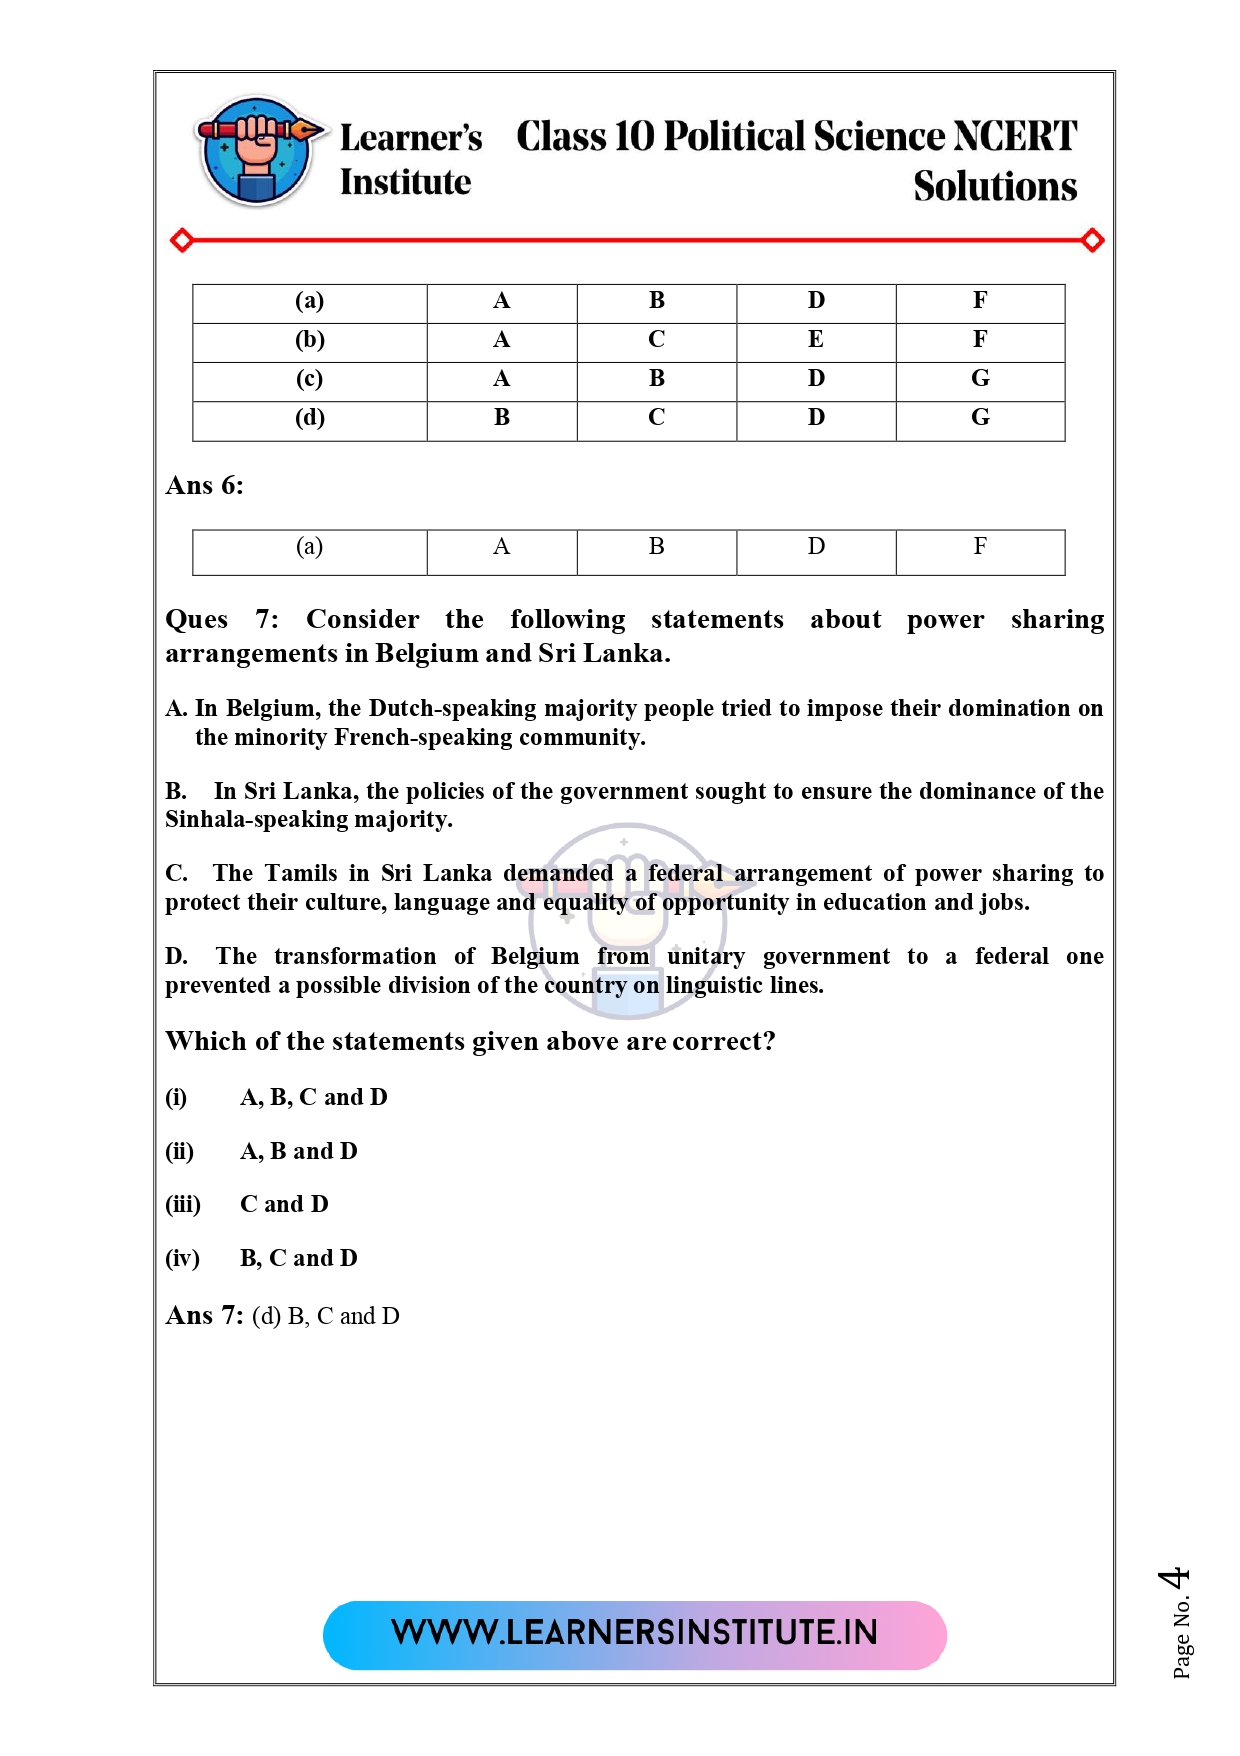 Learner's Class 10 Political Science NCERT
Institute Solutions
(a) A B D F
(b) A C E F
(c) A B D G
(d) B C D G
Ans 6:
(a) A B D F
Ques 7: Consider the following statements about power sharing
arrangements in Belgium and Sri Lanka.
A. In Belgium, the Dutch-speaking majority people tried to impose their domination on
the minority French-speaking community.
B. In Sri Lanka, the policies of the government sought to ensure the dominance of the
Sinhala-speaking majority.
C. The Tamils in Sri Lanka demanded a federal arrangement of power sharing to
protect their culture, language and equality of opportunity in education and jobs.
D. The transformation of Belgium from unitary government to a federal one
prevented a possible division of the country on linguistic lines.
Which of the statements given above are correct?
(i) A, B, C and D
(ii) A, B and D
(iii) C and D
(iv) B, C and D
Ans 7: (d) B, C and D
WWW.LEARNERSINSTITUTE.IN
Page No. 4